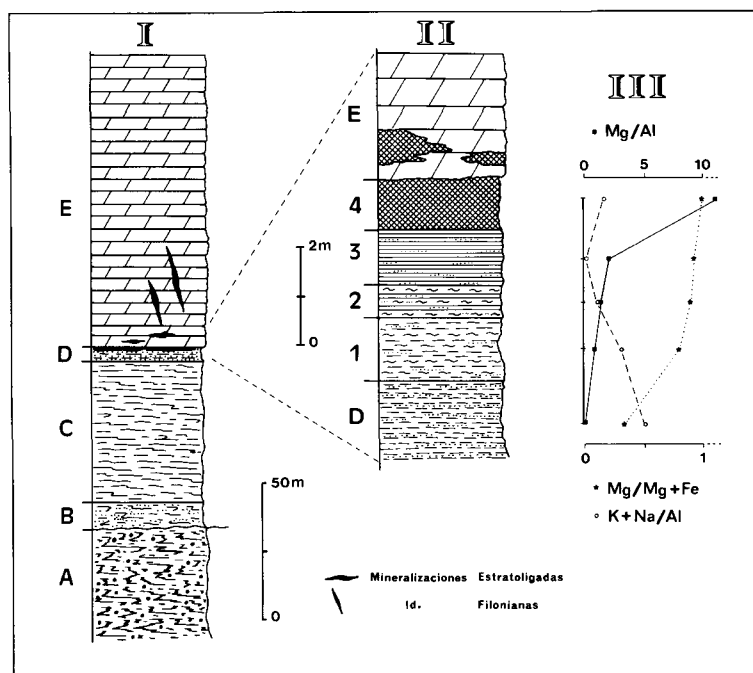 I
II
III
E
D
C
B
A
E
4
3
2
1
D
2m
0
50m
0
• Mg/Al
0 5 10
0 1
* Mg/Mg+Fe
○ K+Na/Al
Mineralizaciones Estratoligadas
Id. Filonianas